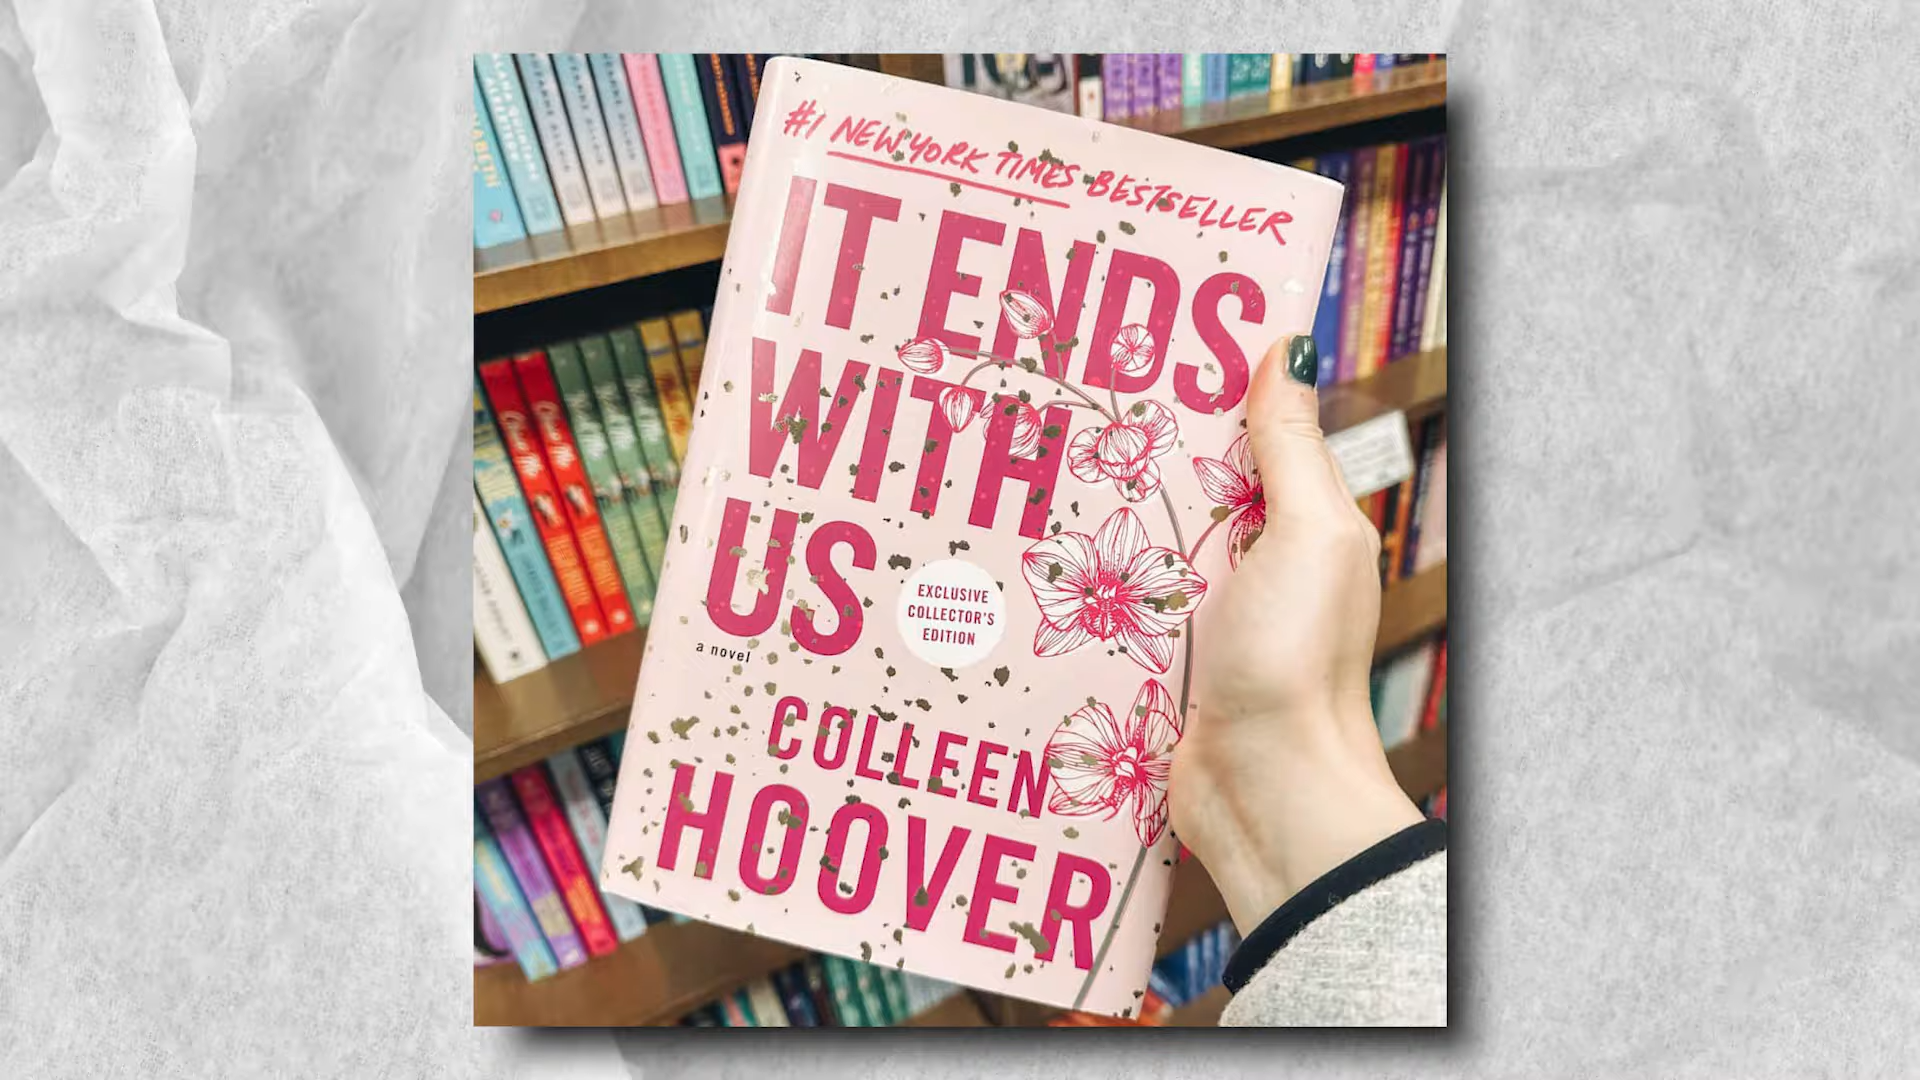 #1 NEW YORK TIMES BESTSELLER
IT ENDS
WITH
US
a novel
EXCLUSIVE
COLLECTOR'S
EDITION
COLLEEN
HOOVER